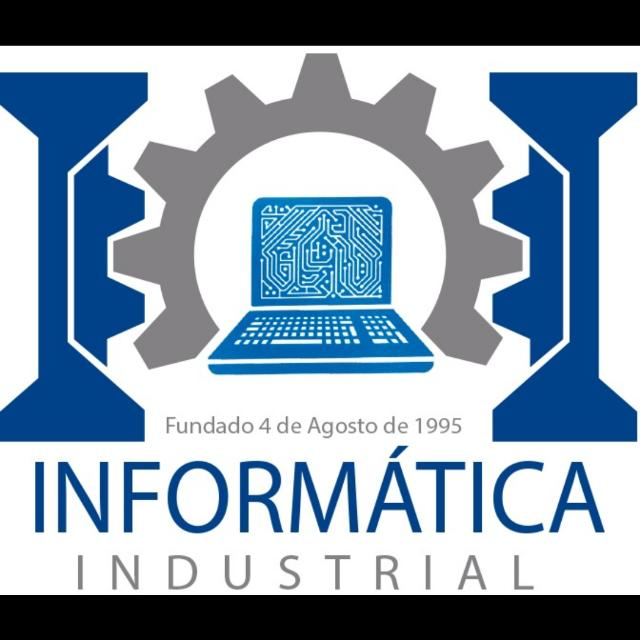 Fundado 4 de Agosto de 1995
INFORMÁTICA
INDUSTRIAL